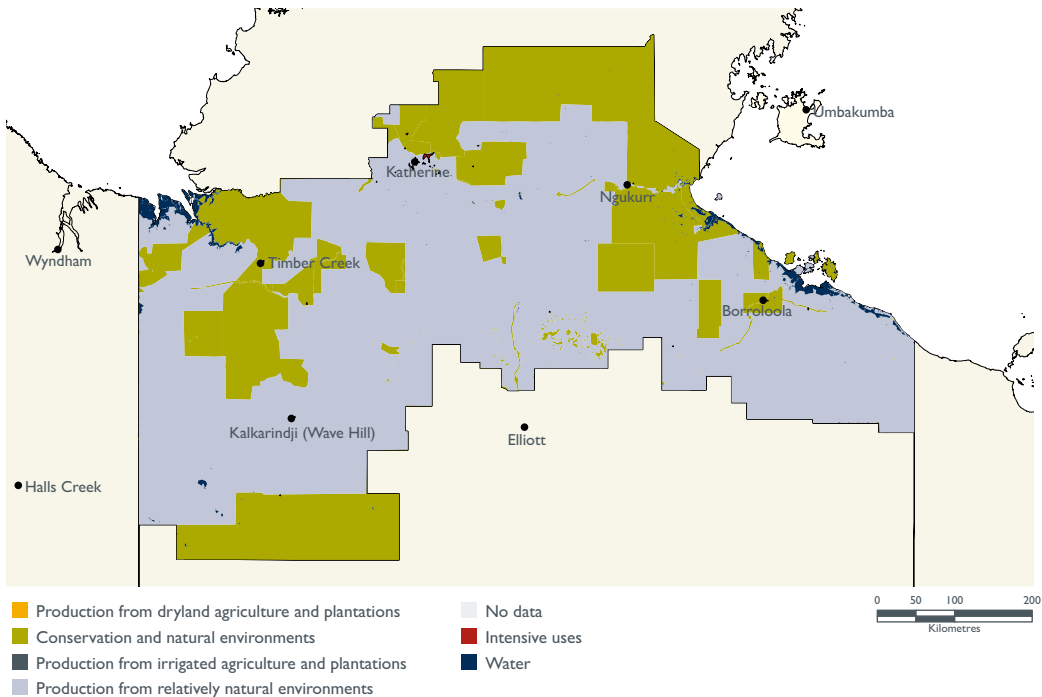 Umbakumba
Katherine
Ngukurr
Wyndham
Timber Creek
Borroloola
Kalkarindji (Wave Hill)
Elliott
Halls Creek
Production from dryland agriculture and plantations
Conservation and natural environments
Production from irrigated agriculture and plantations
Production from relatively natural environments
No data
Intensive uses
Water
0 50 100 200
Kilometres